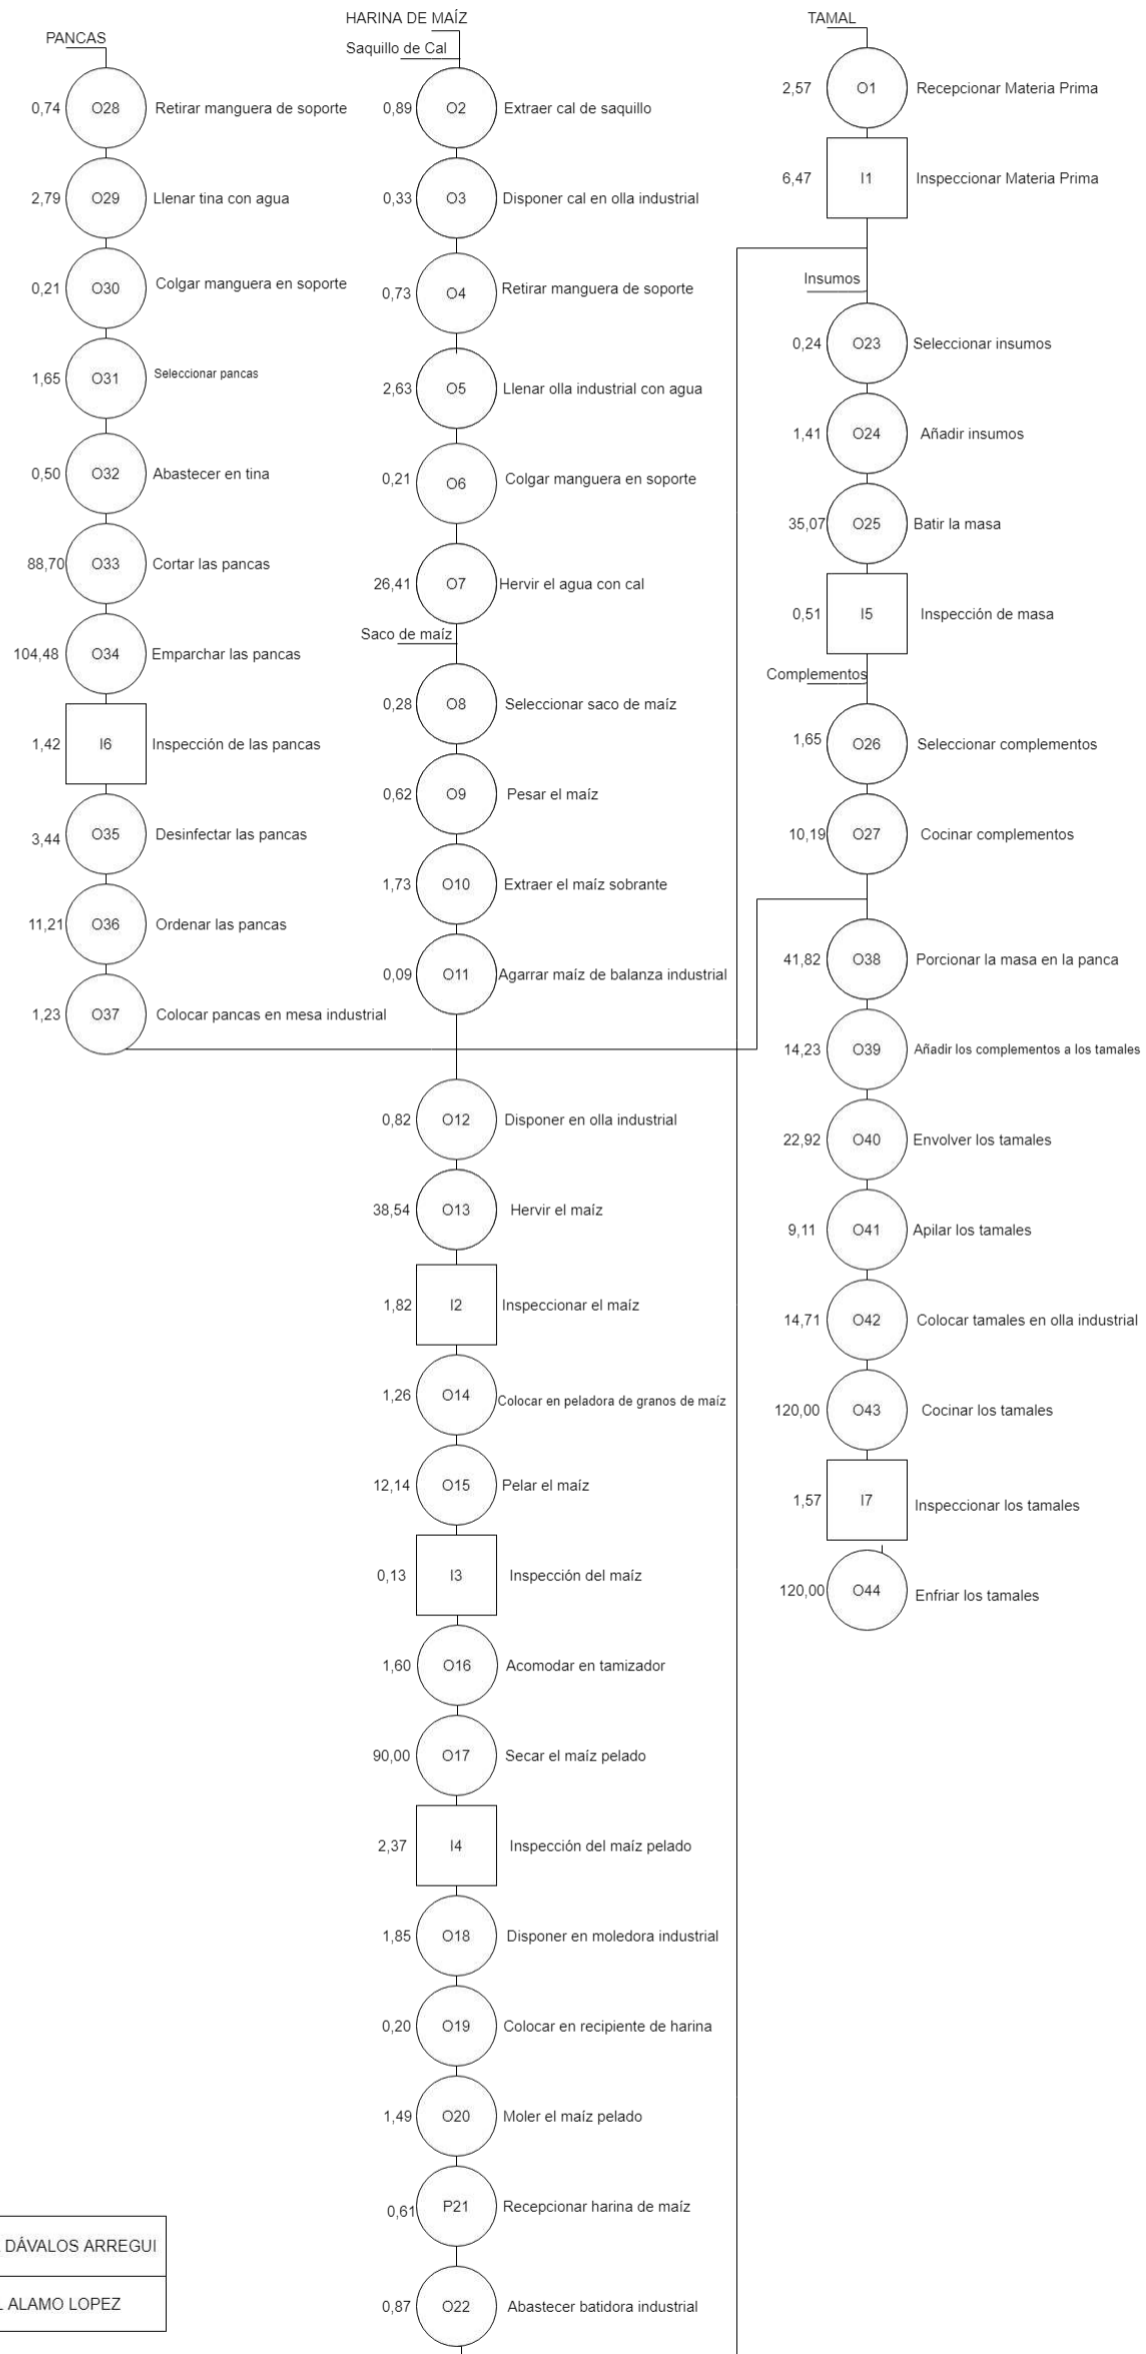 PANCAS
0,74 O28 Retirar manguera de soporte
2,79 O29 Llenar tina con agua
0,21 O30 Colgar manguera en soporte
1,65 O31 Seleccionar pancas
0,50 O32 Abastecer en tina
88,70 O33 Cortar las pancas
104,48 O34 Emparchar las pancas
1,42 I6 Inspección de las pancas
3,44 O35 Desinfectar las pancas
11,21 O36 Ordenar las pancas
1,23 O37 Colocar pancas en mesa industrial
HARINA DE MAÍZ
Saquillo de Cal
0,89 O2 Extraer cal de saquillo
0,33 O3 Disponer cal en olla industrial
0,73 O4 Retirar manguera de soporte
2,63 O5 Llenar olla industrial con agua
0,21 O6 Colgar manguera en soporte
26,41 O7 Hervir el agua con cal
Saco de maíz
0,28 O8 Seleccionar saco de maíz
0,62 O9 Pesar el maíz
1,73 O10 Extraer el maíz sobrante
0,09 O11 Agarrar maíz de balanza industrial
0,82 O12 Disponer en olla industrial
38,54 O13 Hervir el maíz
1,82 I2 Inspeccionar el maíz
1,26 O14 Colocar en peladora de granos de maíz
12,14 O15 Pelar el maíz
0,13 I3 Inspección del maíz
1,60 O16 Acomodar en tamizador
90,00 O17 Secar el maíz pelado
2,37 I4 Inspección del maíz pelado
1,85 O18 Disponer en moledora industrial
0,20 O19 Colocar en recipiente de harina
1,49 O20 Moler el maíz pelado
0,61 P21 Recepcionar harina de maíz
0,87 O22 Abastecer batidora industrial
TAMAL
2,57 O1 Recepcionar Materia Prima
6,47 I1 Inspeccionar Materia Prima
Insumos
0,24 O23 Seleccionar insumos
1,41 O24 Añadir insumos
35,07 O25 Batir la masa
0,51 I5 Inspección de masa
Complementos
1,65 O26 Seleccionar complementos
10,19 O27 Cocinar complementos
41,82 O38 Porcionar la masa en la panca
14,23 O39 Añadir los complementos a los tamales
22,92 O40 Envolver los tamales
9,11 O41 Apilar los tamales
14,71 O42 Colocar tamales en olla industrial
120,00 O43 Cocinar los tamales
1,57 I7 Inspeccionar los tamales
120,00 O44 Enfriar los tamales
DÁVALOS ARREGUI
ALAMO LOPEZ